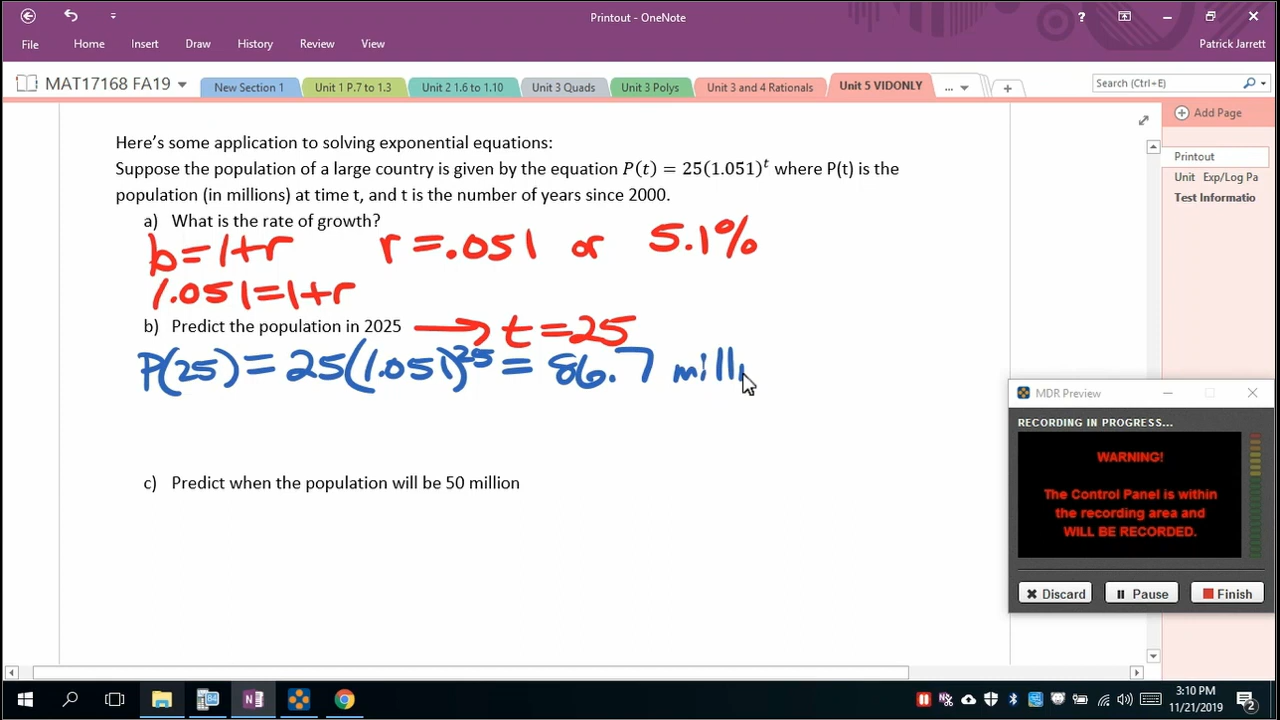 Printout - OneNote
?
File Home Insert Draw History Review View Patrick Jarrett
MAT17168 FA19 New Section 1 Unit 1 P.7 to 1.3 Unit 2 1.6 to 1.10 Unit 3 Quads Unit 3 Polys Unit 3 and 4 Rationals Unit 5 VIDONLY ... + Search (Ctrl+E)
Add Page
Printout
Unit Exp/Log Pa
Test Informatio
Here's some application to solving exponential equations:
Suppose the population of a large country is given by the equation P(t) = 25(1.051)^t where P(t) is the
population (in millions) at time t, and t is the number of years since 2000.
a) What is the rate of growth?
b=1+r r=.051 or 5.1%
1.051=1+r
b) Predict the population in 2025 → t=25
P(25)=25(1.051)^25=86.7 milli
c) Predict when the population will be 50 million
MDR Preview
RECORDING IN PROGRESS...
WARNING!
The Control Panel is within
the recording area and
WILL BE RECORDED.
Discard Pause Finish
3:10 PM
11/21/2019
2